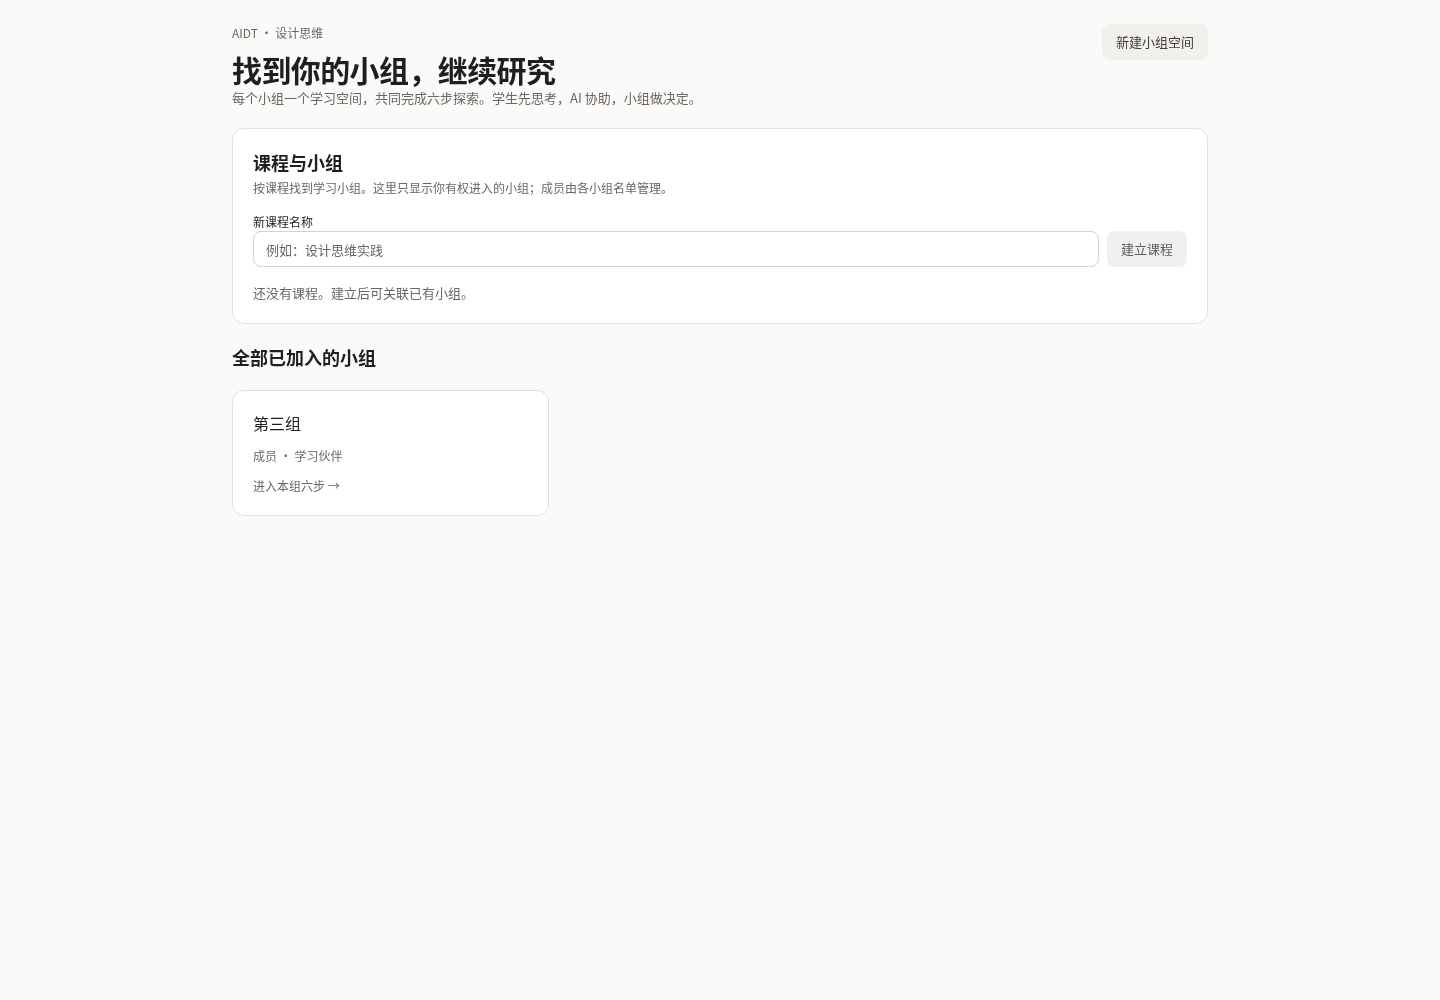 AIDT · 设计思维
新建小组空间
找到你的小组，继续研究
每个小组一个学习空间，共同完成六步探索。学生先思考，AI 协助，小组做决定。
课程与小组
按课程找到学习小组。这里只显示你有权进入的小组；成员由各小组名单管理。
新课程名称
例如：设计思维实践
建立课程
还没有课程。建立后可关联已有小组。
全部已加入的小组
第三组
成员 · 学习伙伴
进入本组六步 →